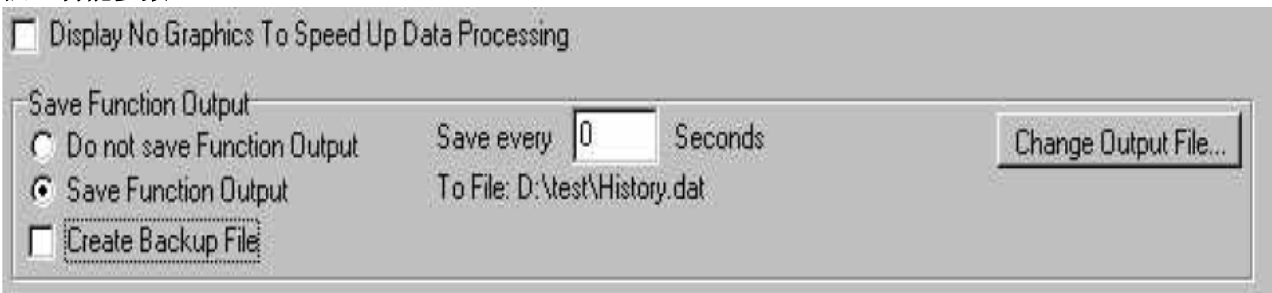 Display No Graphics To Speed Up Data Processing
Save Function Output
Do not save Function Output
Save every 0 Seconds
Change Output File...
Save Function Output
To File: D:\test\History.dat
Create Backup File